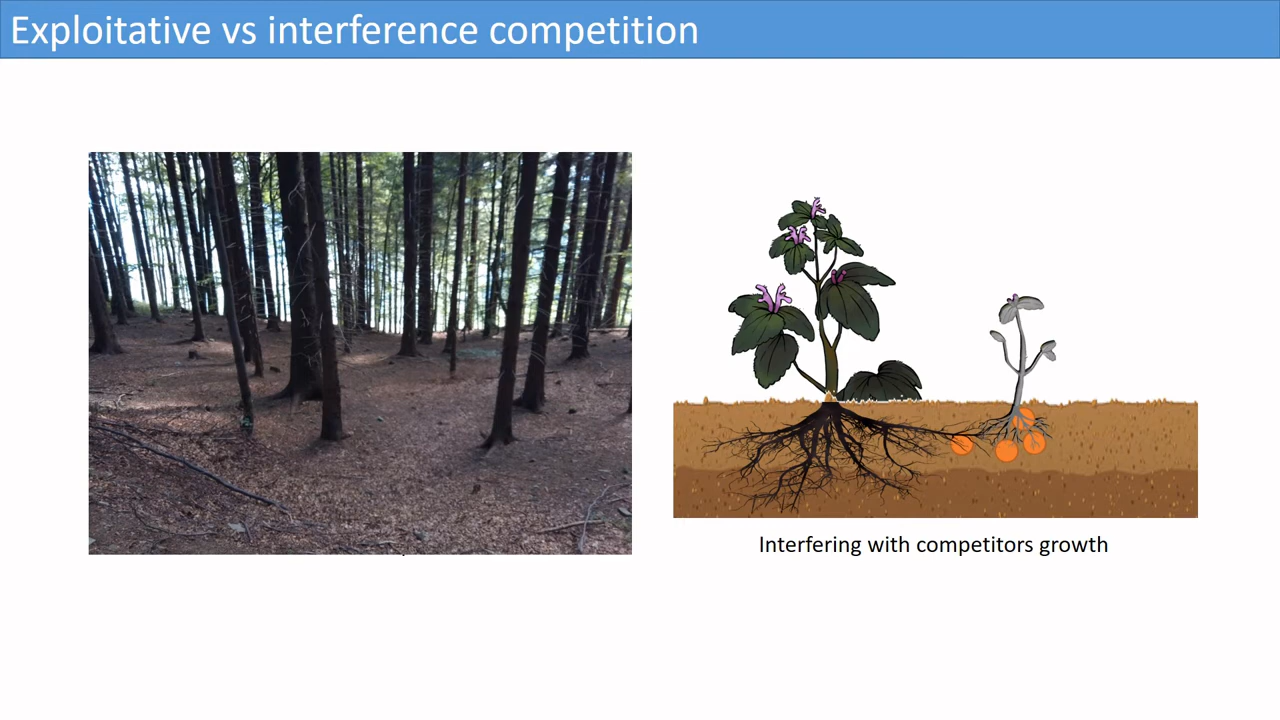 Exploitative vs interference competition
Interfering with competitors growth